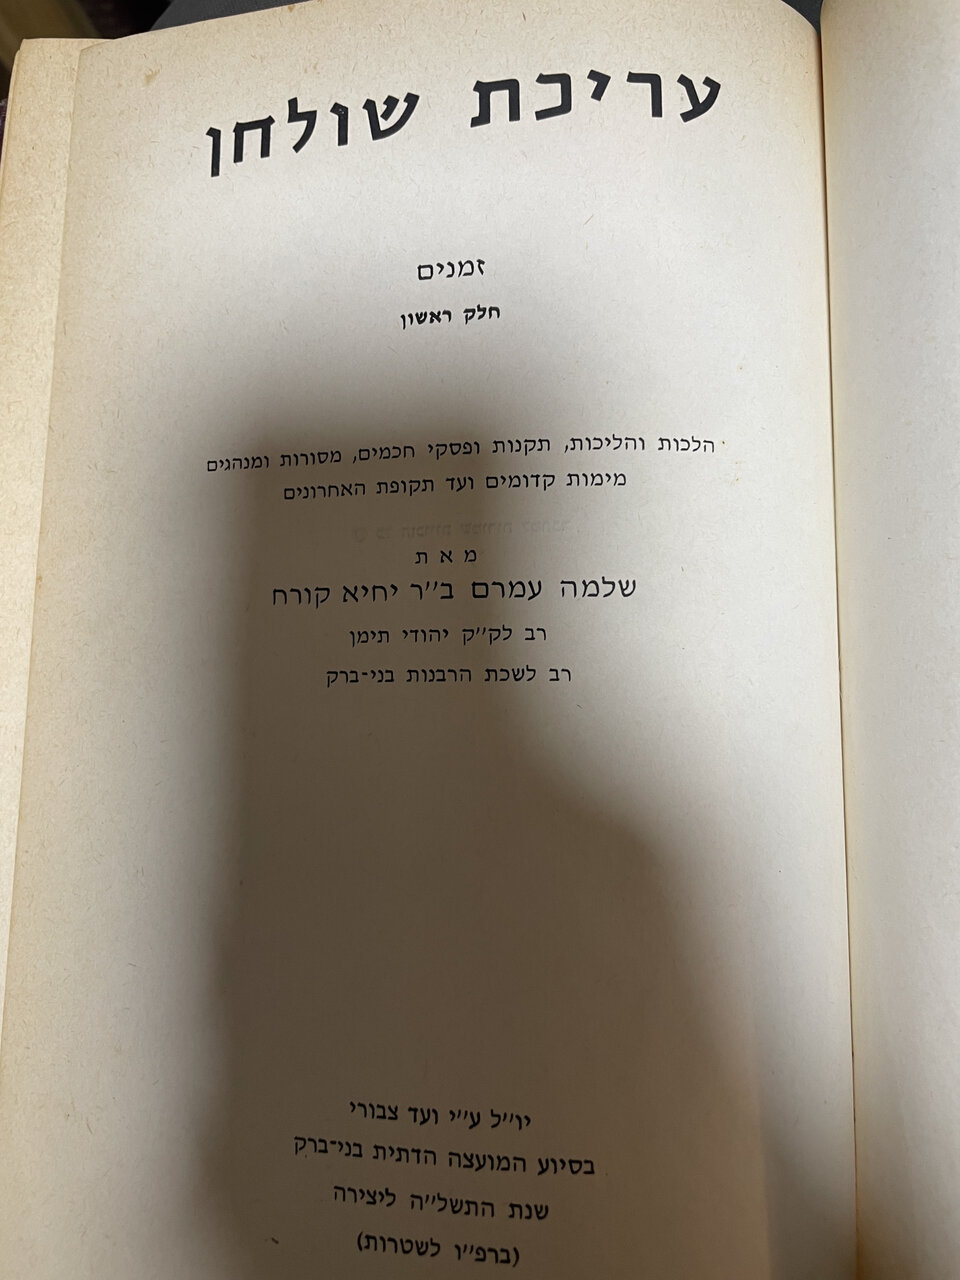 עריכת שולחן
זמנים
חלק ראשון
הלכות והליכות, תקנות ופסקי חכמים, מסורות ומנהגים
מימות קדומים ועד תקופת האחרונים
מ א ת
שלמה עמרם ב״ר יחיא קורח
רב לק״ק יהודי תימן
רב לשכת הרבנות בני־ברק
יו״ל ע״י ועד צבורי
בסיוע המועצה הדתית בני־ברק
שנת התשל״ה ליצירה
(ברפ״ו לשטרות)